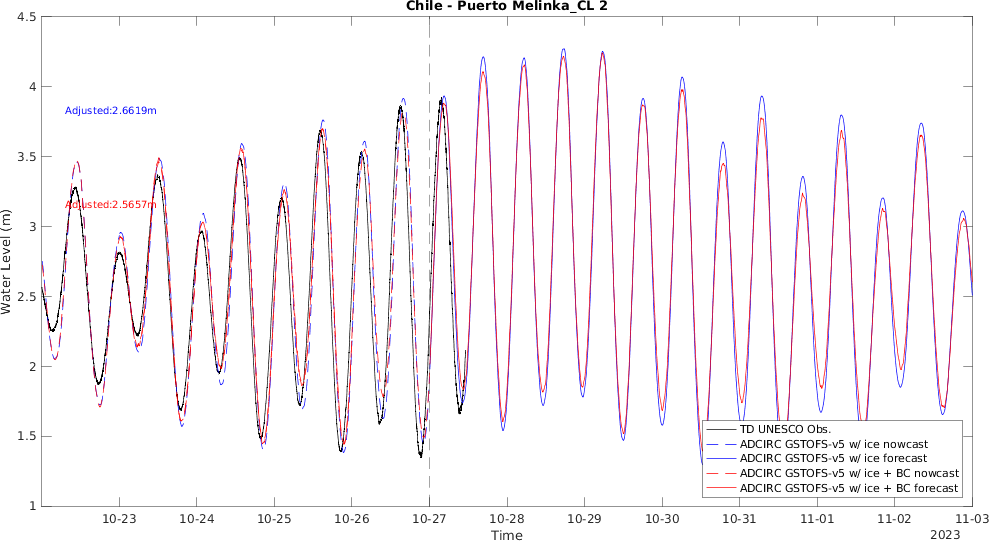 Chile - Puerto Melinka_CL 2
4.5
4
3.5
3
2.5
2
1.5
1
Water Level (m)
Adjusted:2.6619m
Adjusted:2.5657m
TD UNESCO Obs.
ADCIRC GSTOFS-v5 w/ ice nowcast
ADCIRC GSTOFS-v5 w/ ice forecast
ADCIRC GSTOFS-v5 w/ ice + BC nowcast
ADCIRC GSTOFS-v5 w/ ice + BC forecast
10-23 10-24 10-25 10-26 10-27 10-28 10-29 10-30 10-31 11-01 11-02 11-03
Time
2023